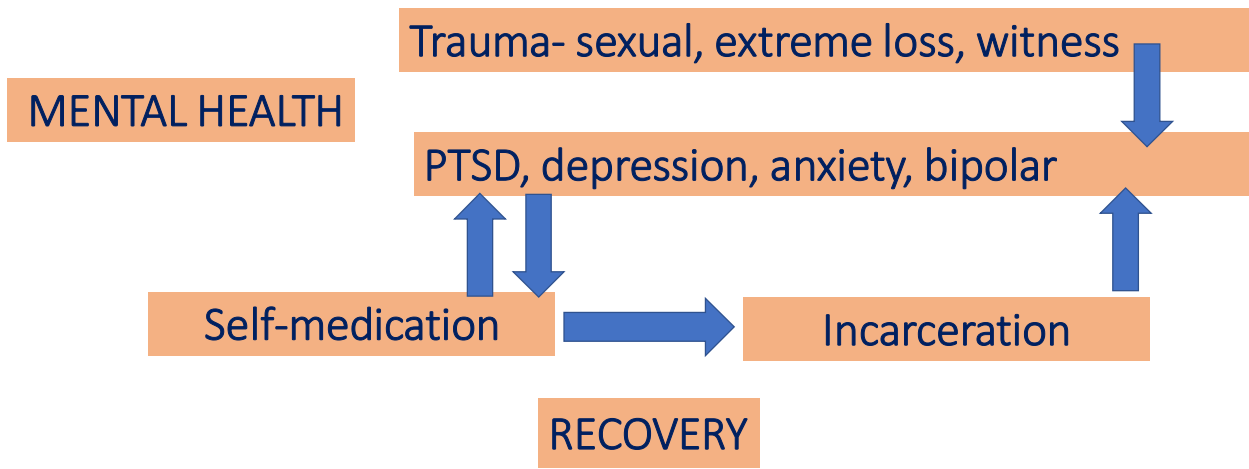 Trauma- sexual, extreme loss, witness
MENTAL HEALTH
PTSD, depression, anxiety, bipolar
Self-medication
Incarceration
RECOVERY